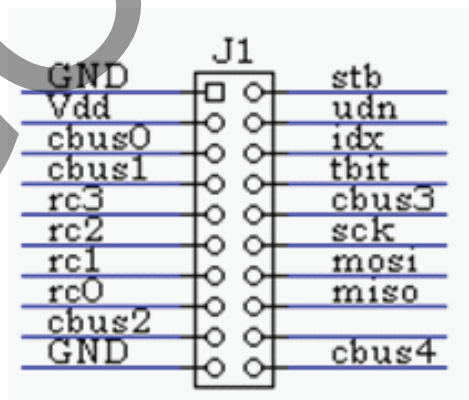 J1
GND stb
Vdd udn
cbus0 idx
cbus1 tbit
rc3 cbus3
rc2 sck
rc1 mosi
rc0 miso
cbus2
GND cbus4